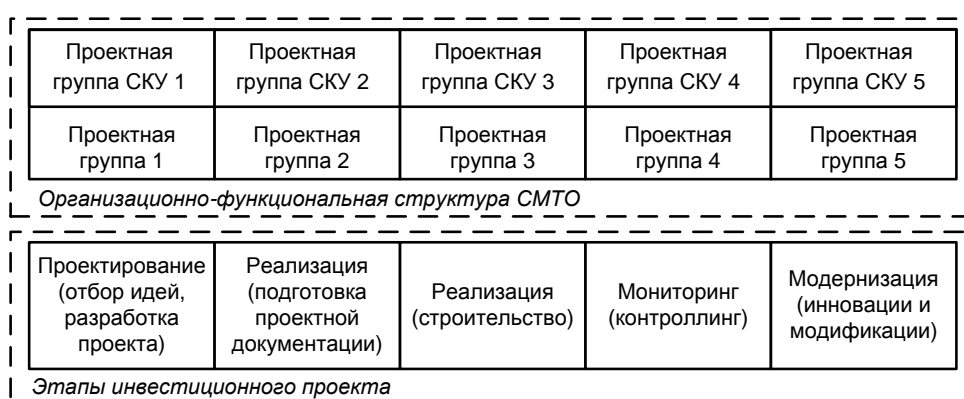 Проектная
группа СКУ 1
Проектная
группа СКУ 2
Проектная
группа СКУ 3
Проектная
группа СКУ 4
Проектная
группа СКУ 5
Проектная
группа 1
Проектная
группа 2
Проектная
группа 3
Проектная
группа 4
Проектная
группа 5
Организационно-функциональная структура СМТО
Проектирование
(отбор идей,
разработка
проекта)
Реализация
(подготовка
проектной
документации)
Реализация
(строительство)
Мониторинг
(контроллинг)
Модернизация
(инновации и
модификации)
Этапы инвестиционного проекта